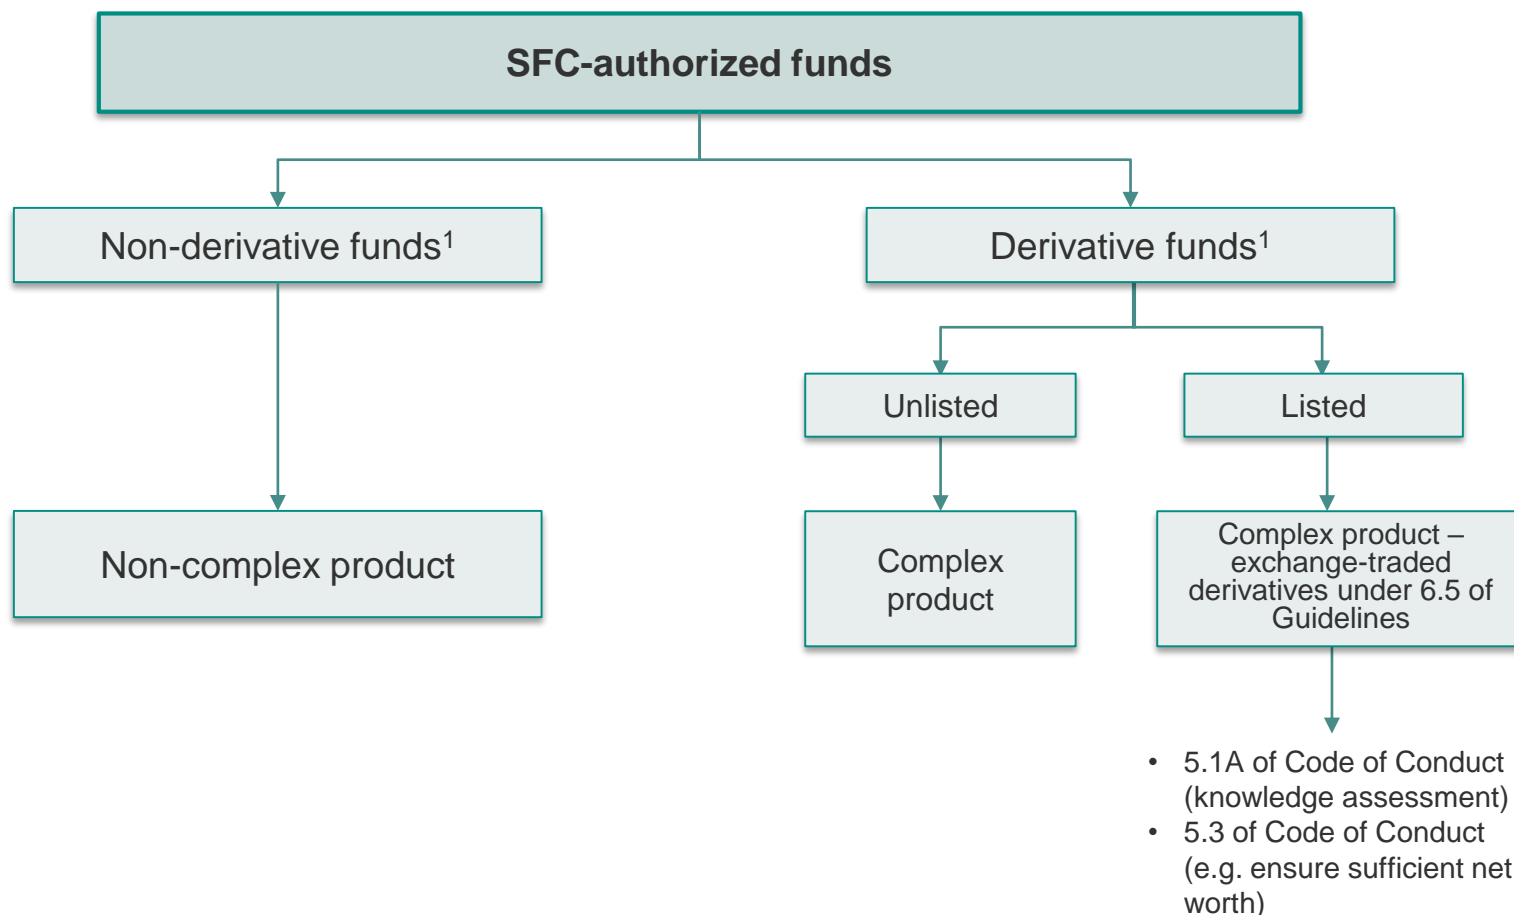 SFC-authorized funds
Non-derivative funds¹
Derivative funds¹
Unlisted
Listed
Non-complex product
Complex
product
Complex product –
exchange-traded
derivatives under 6.5 of
Guidelines
• 5.1A of Code of Conduct
(knowledge assessment)
• 5.3 of Code of Conduct
(e.g. ensure sufficient net
worth)